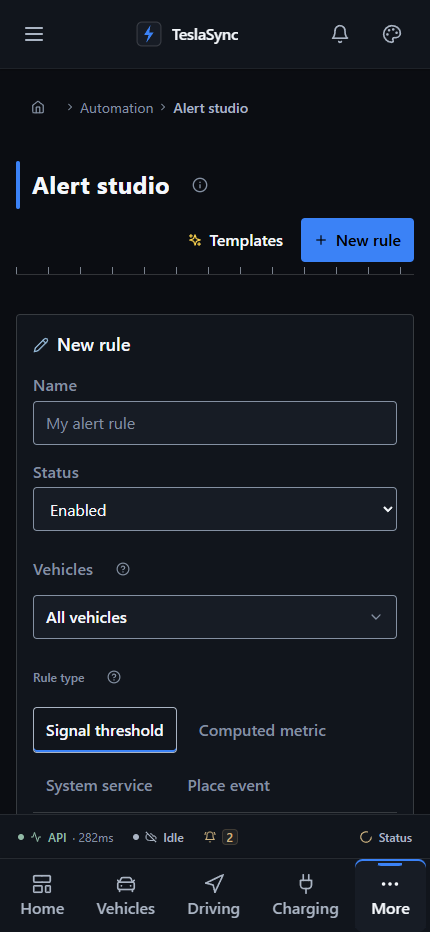 TeslaSync
Automation Alert studio
Alert studio
Templates
New rule
New rule
Name
My alert rule
Status
Enabled
Vehicles
All vehicles
Rule type
Signal threshold Computed metric
System service Place event
API · 282ms Idle 2 Status
Home Vehicles Driving Charging More